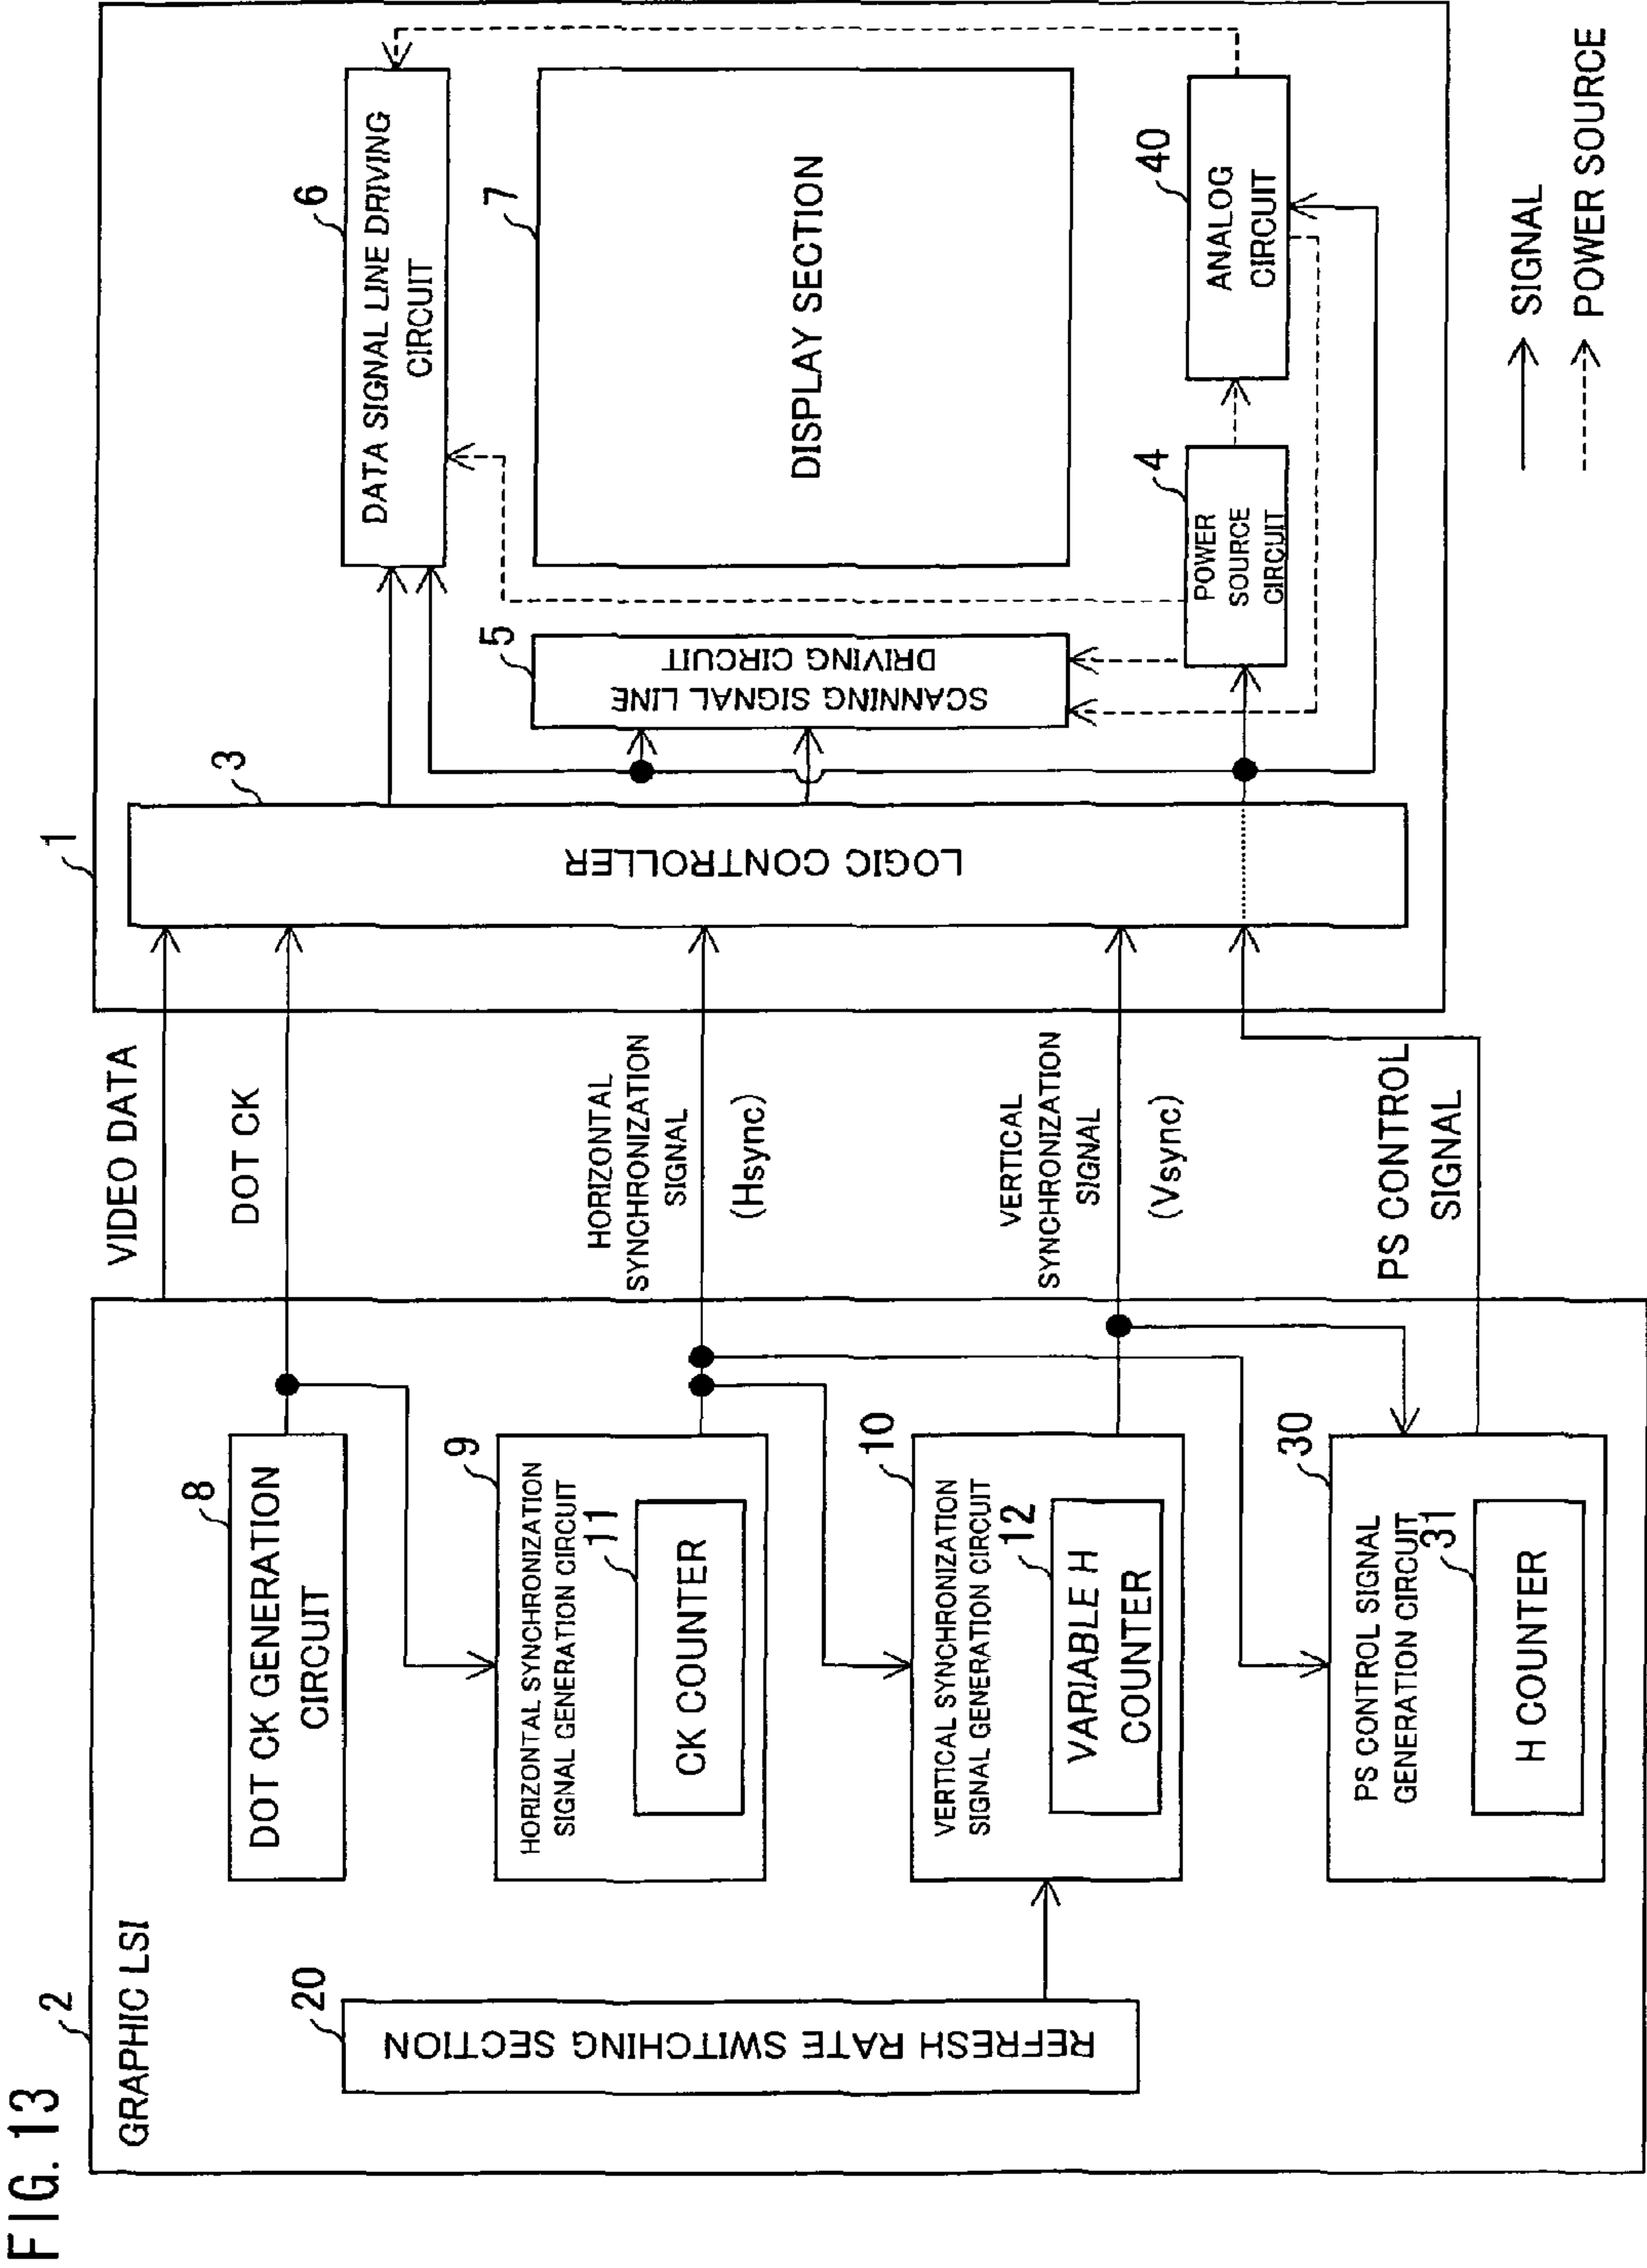 FIG. 13
2
GRAPHIC LSI
20
REFRESH RATE SWITCHING SECTION
8
DOT CK GENERATION
CIRCUIT
9
HORIZONTAL SYNCHRONIZATION
SIGNAL GENERATION CIRCUIT
11
CK COUNTER
10
VERTICAL SYNCHRONIZATION
SIGNAL GENERATION CIRCUIT
12
VARIABLE H
COUNTER
30
PS CONTROL SIGNAL
GENERATION CIRCUIT
31
H COUNTER
VIDEO DATA
DOT CK
HORIZONTAL
SYNCHRONIZATION
SIGNAL
(Hsync)
VERTICAL
SYNCHRONIZATION
SIGNAL
(Vsync)
PS CONTROL
SIGNAL
1
3
LOGIC CONTROLLER
5
SCANNING SIGNAL LINE
DRIVING CIRCUIT
6
DATA SIGNAL LINE DRIVING
CIRCUIT
7
DISPLAY SECTION
4
POWER
SOURCE
CIRCUIT
40
ANALOG
CIRCUIT
SIGNAL
POWER SOURCE